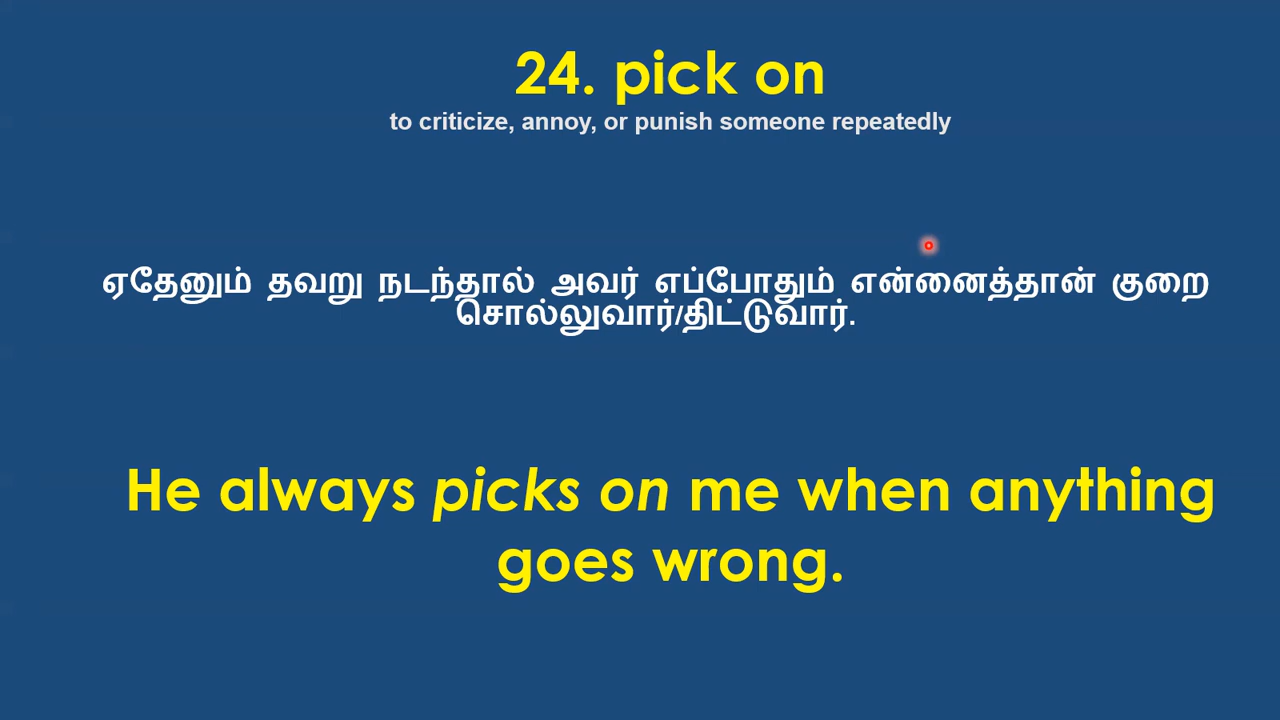 24. pick on
to criticize, annoy, or punish someone repeatedly
ஏதேனும் தவறு நடந்தால் அவர் எப்போதும் என்னைத்தான் குறை
சொல்லுவார்/திட்டுவார்.
He always picks on me when anything
goes wrong.